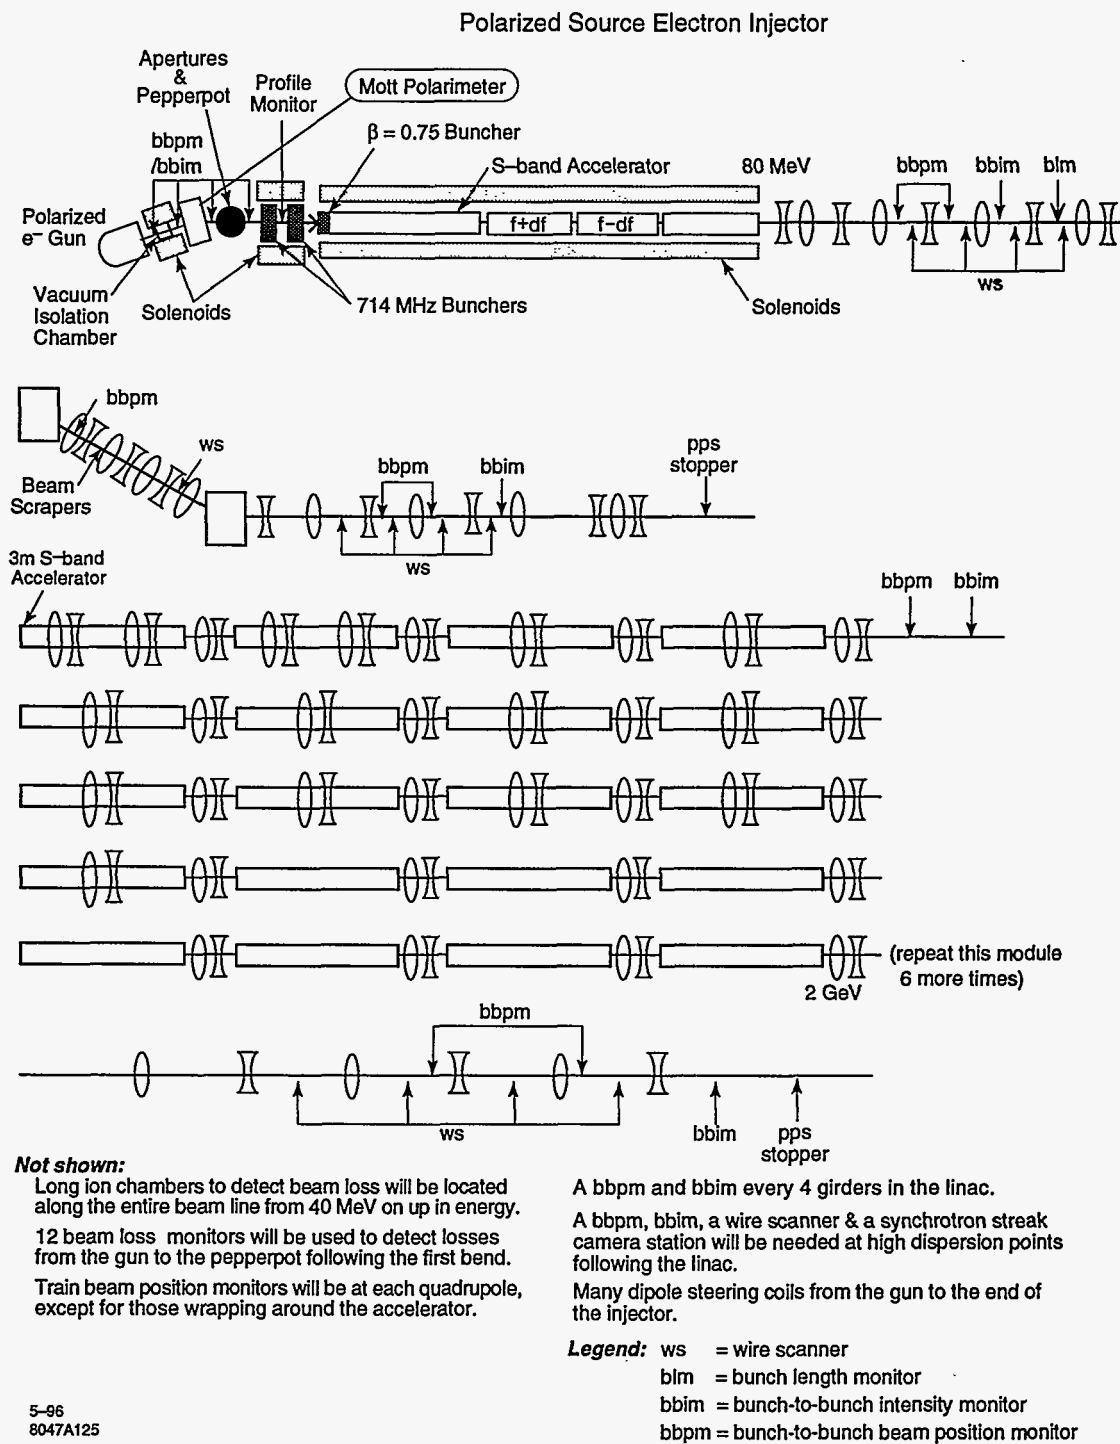 Polarized Source Electron Injector
Apertures
&
Pepperpot
Profile
Monitor
Mott Polarimeter
bbpm
/bbim
β = 0.75 Buncher
S–band Accelerator
80 MeV
bbpm
bbim
blm
Polarized
e– Gun
f+df
f–df
ws
Vacuum
Isolation
Chamber
Solenoids
714 MHz Bunchers
Solenoids
bbpm
ws
Beam
Scrapers
bbpm
bbim
pps
stopper
ws
3m S–band
Accelerator
bbpm
bbim
(repeat this module
6 more times)
2 GeV
bbpm
ws
bbim
pps
stopper
Not shown:
Long ion chambers to detect beam loss will be located
along the entire beam line from 40 MeV on up in energy.
12 beam loss monitors will be used to detect losses
from the gun to the pepperpot following the first bend.
Train beam position monitors will be at each quadrupole,
except for those wrapping around the accelerator.
A bbpm and bbim every 4 girders in the linac.
A bbpm, bbim, a wire scanner & a synchrotron streak
camera station will be needed at high dispersion points
following the linac.
Many dipole steering coils from the gun to the end of
the injector.
Legend: ws = wire scanner
blm = bunch length monitor
bbim = bunch-to-bunch intensity monitor
bbpm = bunch-to-bunch beam position monitor
5–96
8047A125